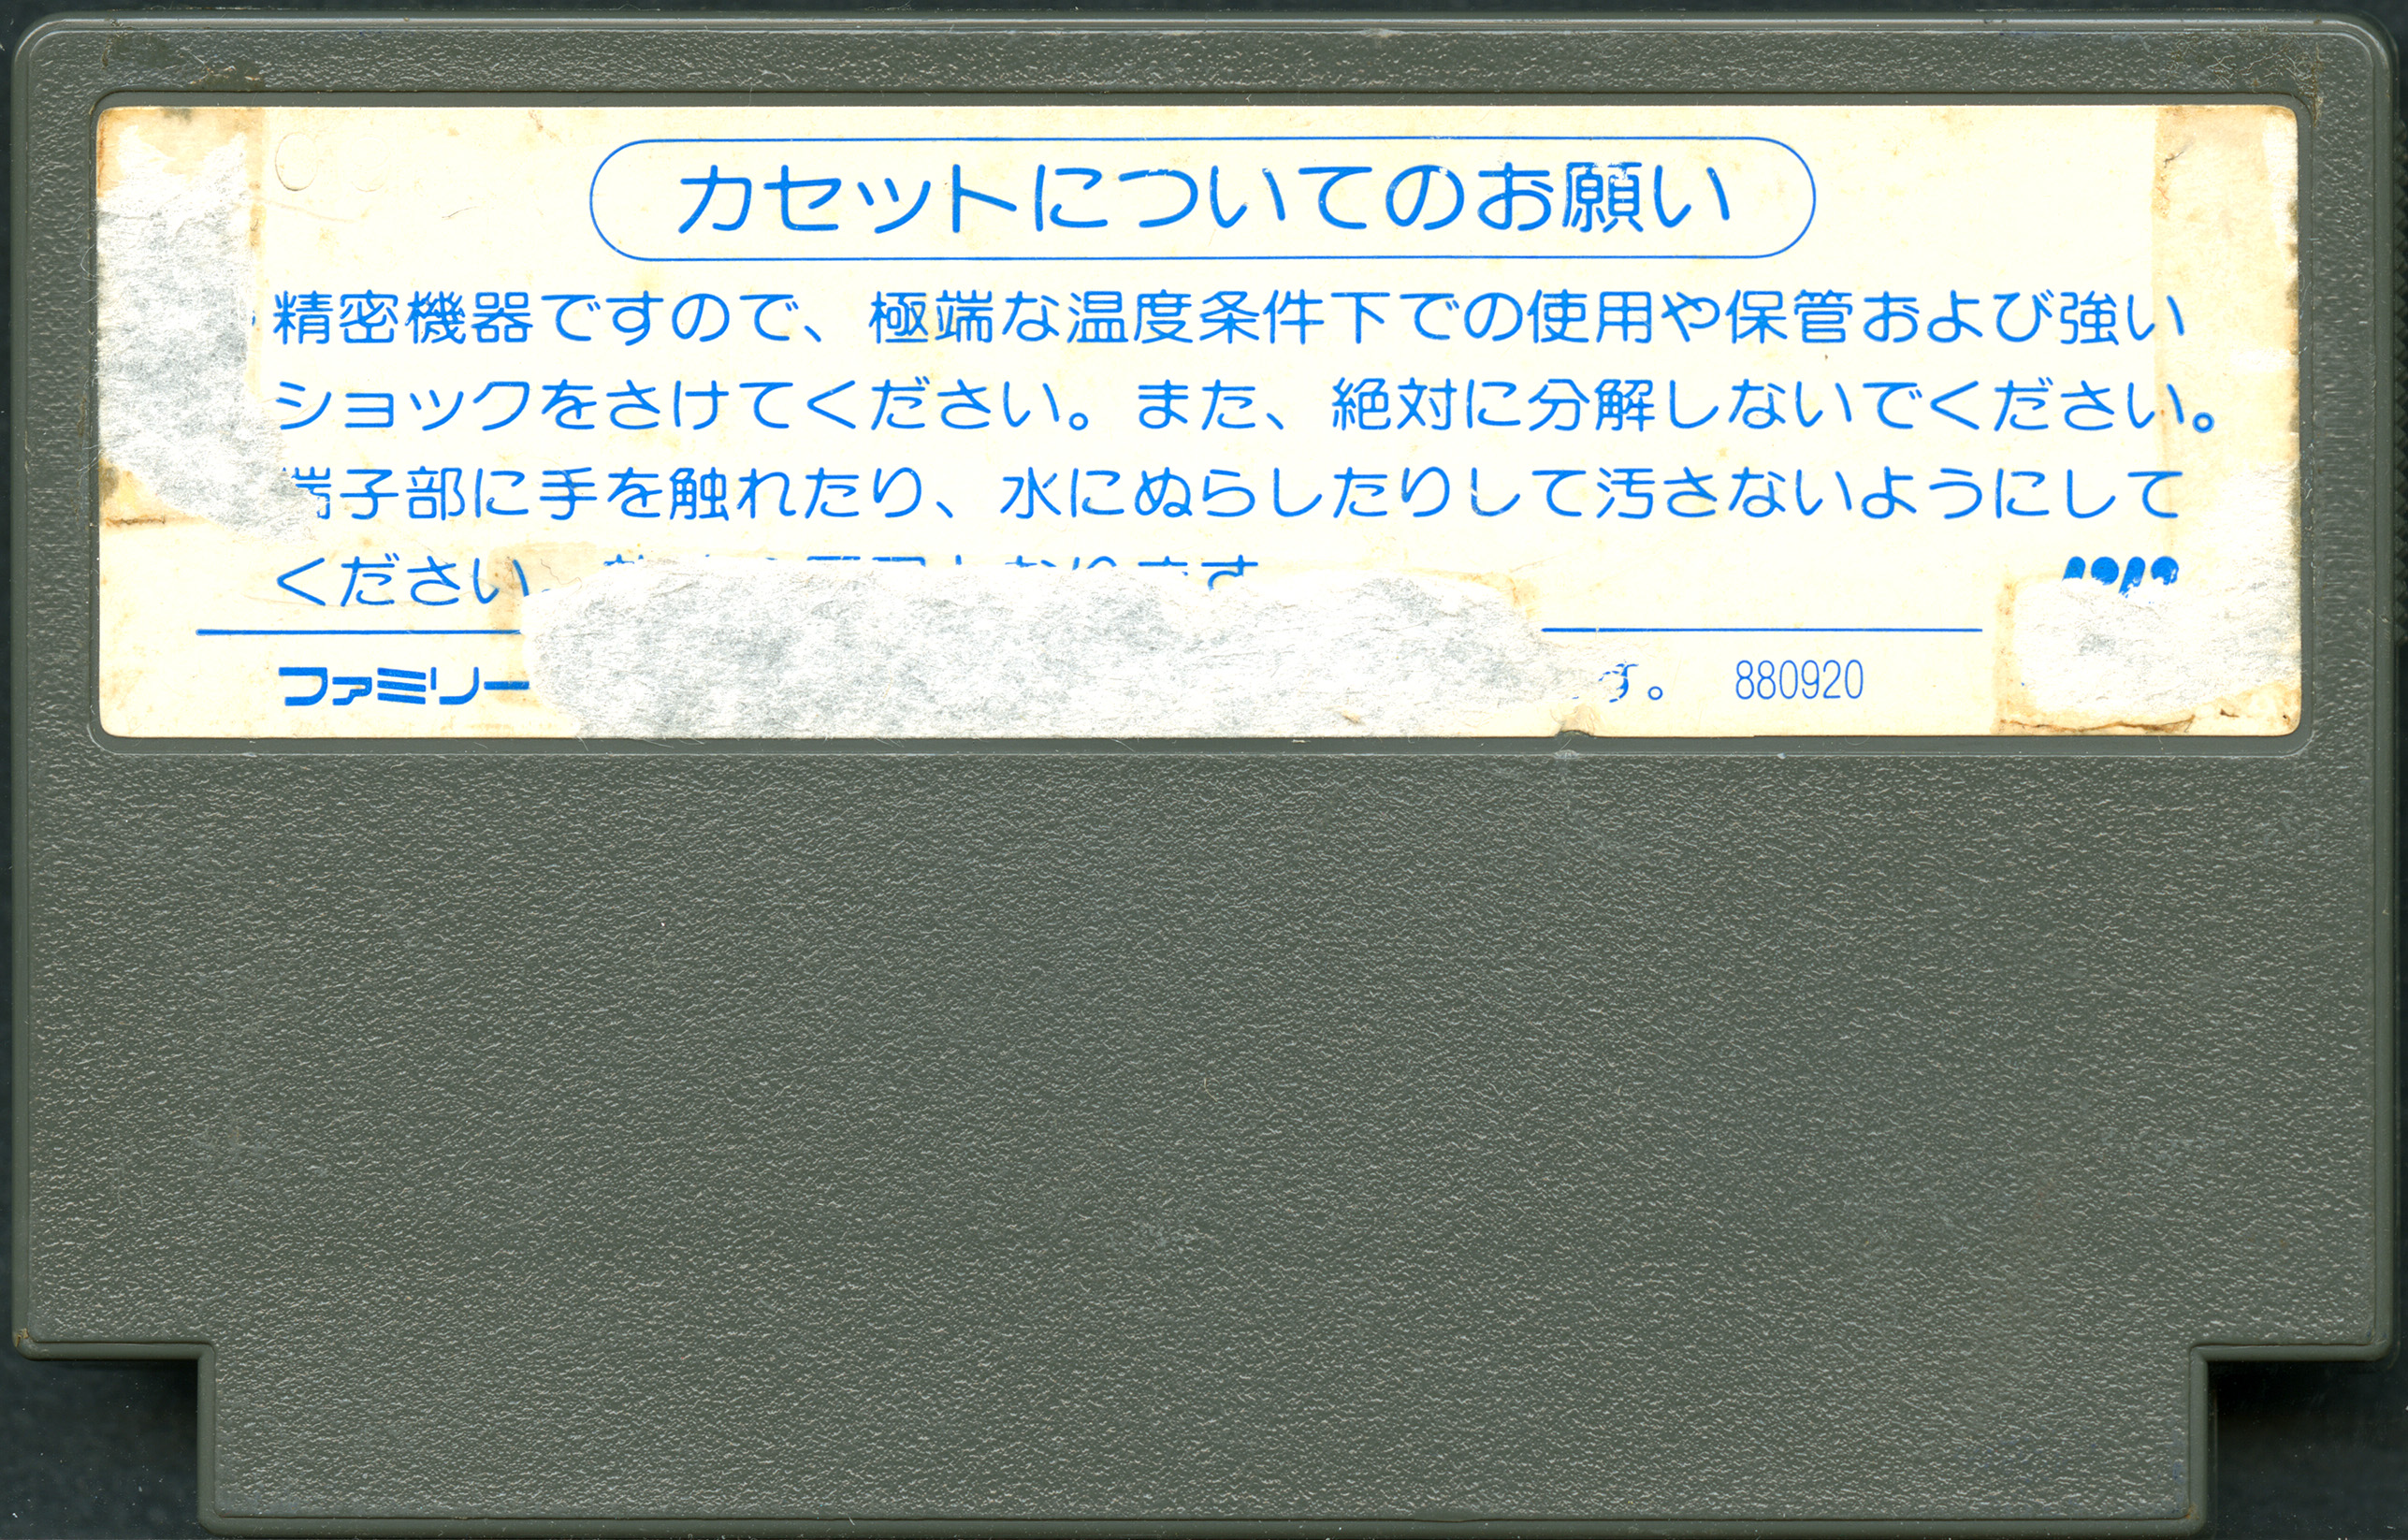 カセットについてのお願い
精密機器ですので、極端な温度条件下での使用や保管および強い
ショックをさけてください。また、絶対に分解しないでください。
端子部に手を触れたり、水にぬらしたりして汚さないようにして
ください
ファミリー す。 880920